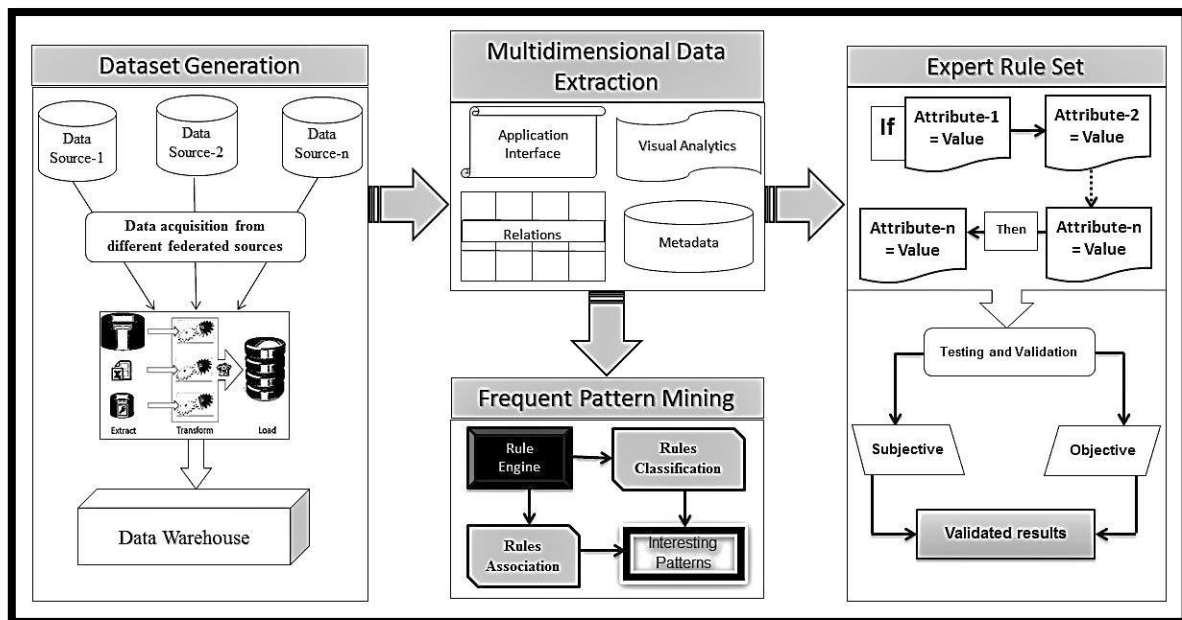 Dataset Generation
Data
Source-1
Data
Source-2
Data
Source-n
Data acquisition from
different federated sources
Extract
Transform
Load
Data Warehouse
Multidimensional Data
Extraction
Application
Interface
Visual Analytics
Relations
Metadata
Frequent Pattern Mining
Rule
Engine
Rules
Classification
Rules
Association
Interesting
Patterns
Expert Rule Set
If
Attribute-1
= Value
Attribute-2
= Value
Attribute-n
= Value
Then
Attribute-n
= Value
Testing and Validation
Subjective
Objective
Validated results